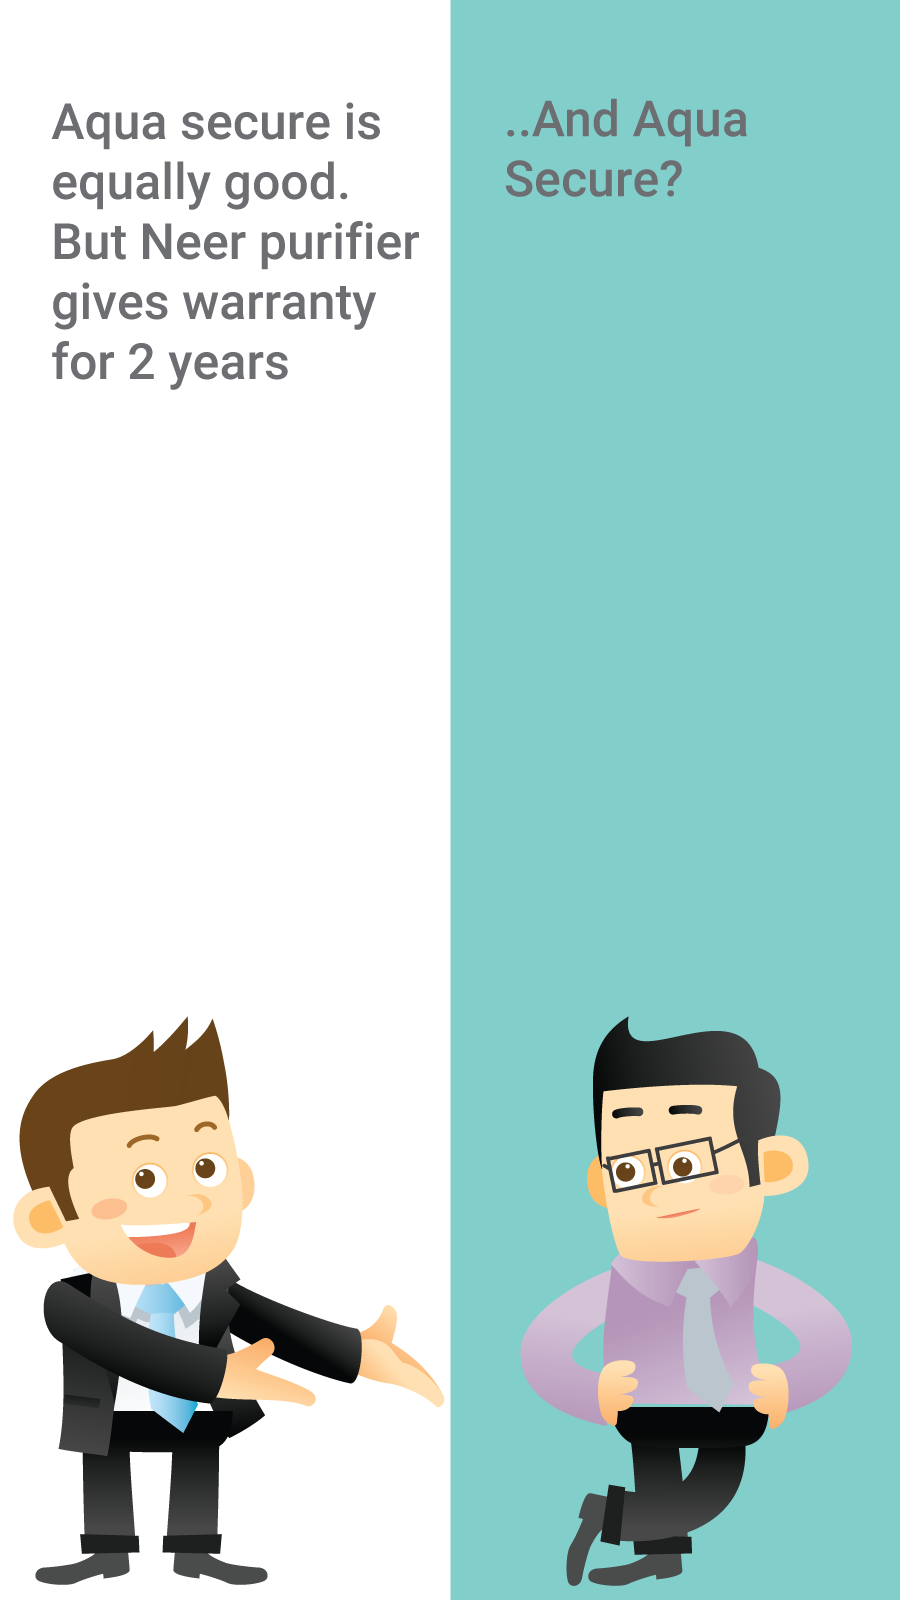 Aqua secure is
equally good.
But Neer purifier
gives warranty
for 2 years
..And Aqua
Secure?